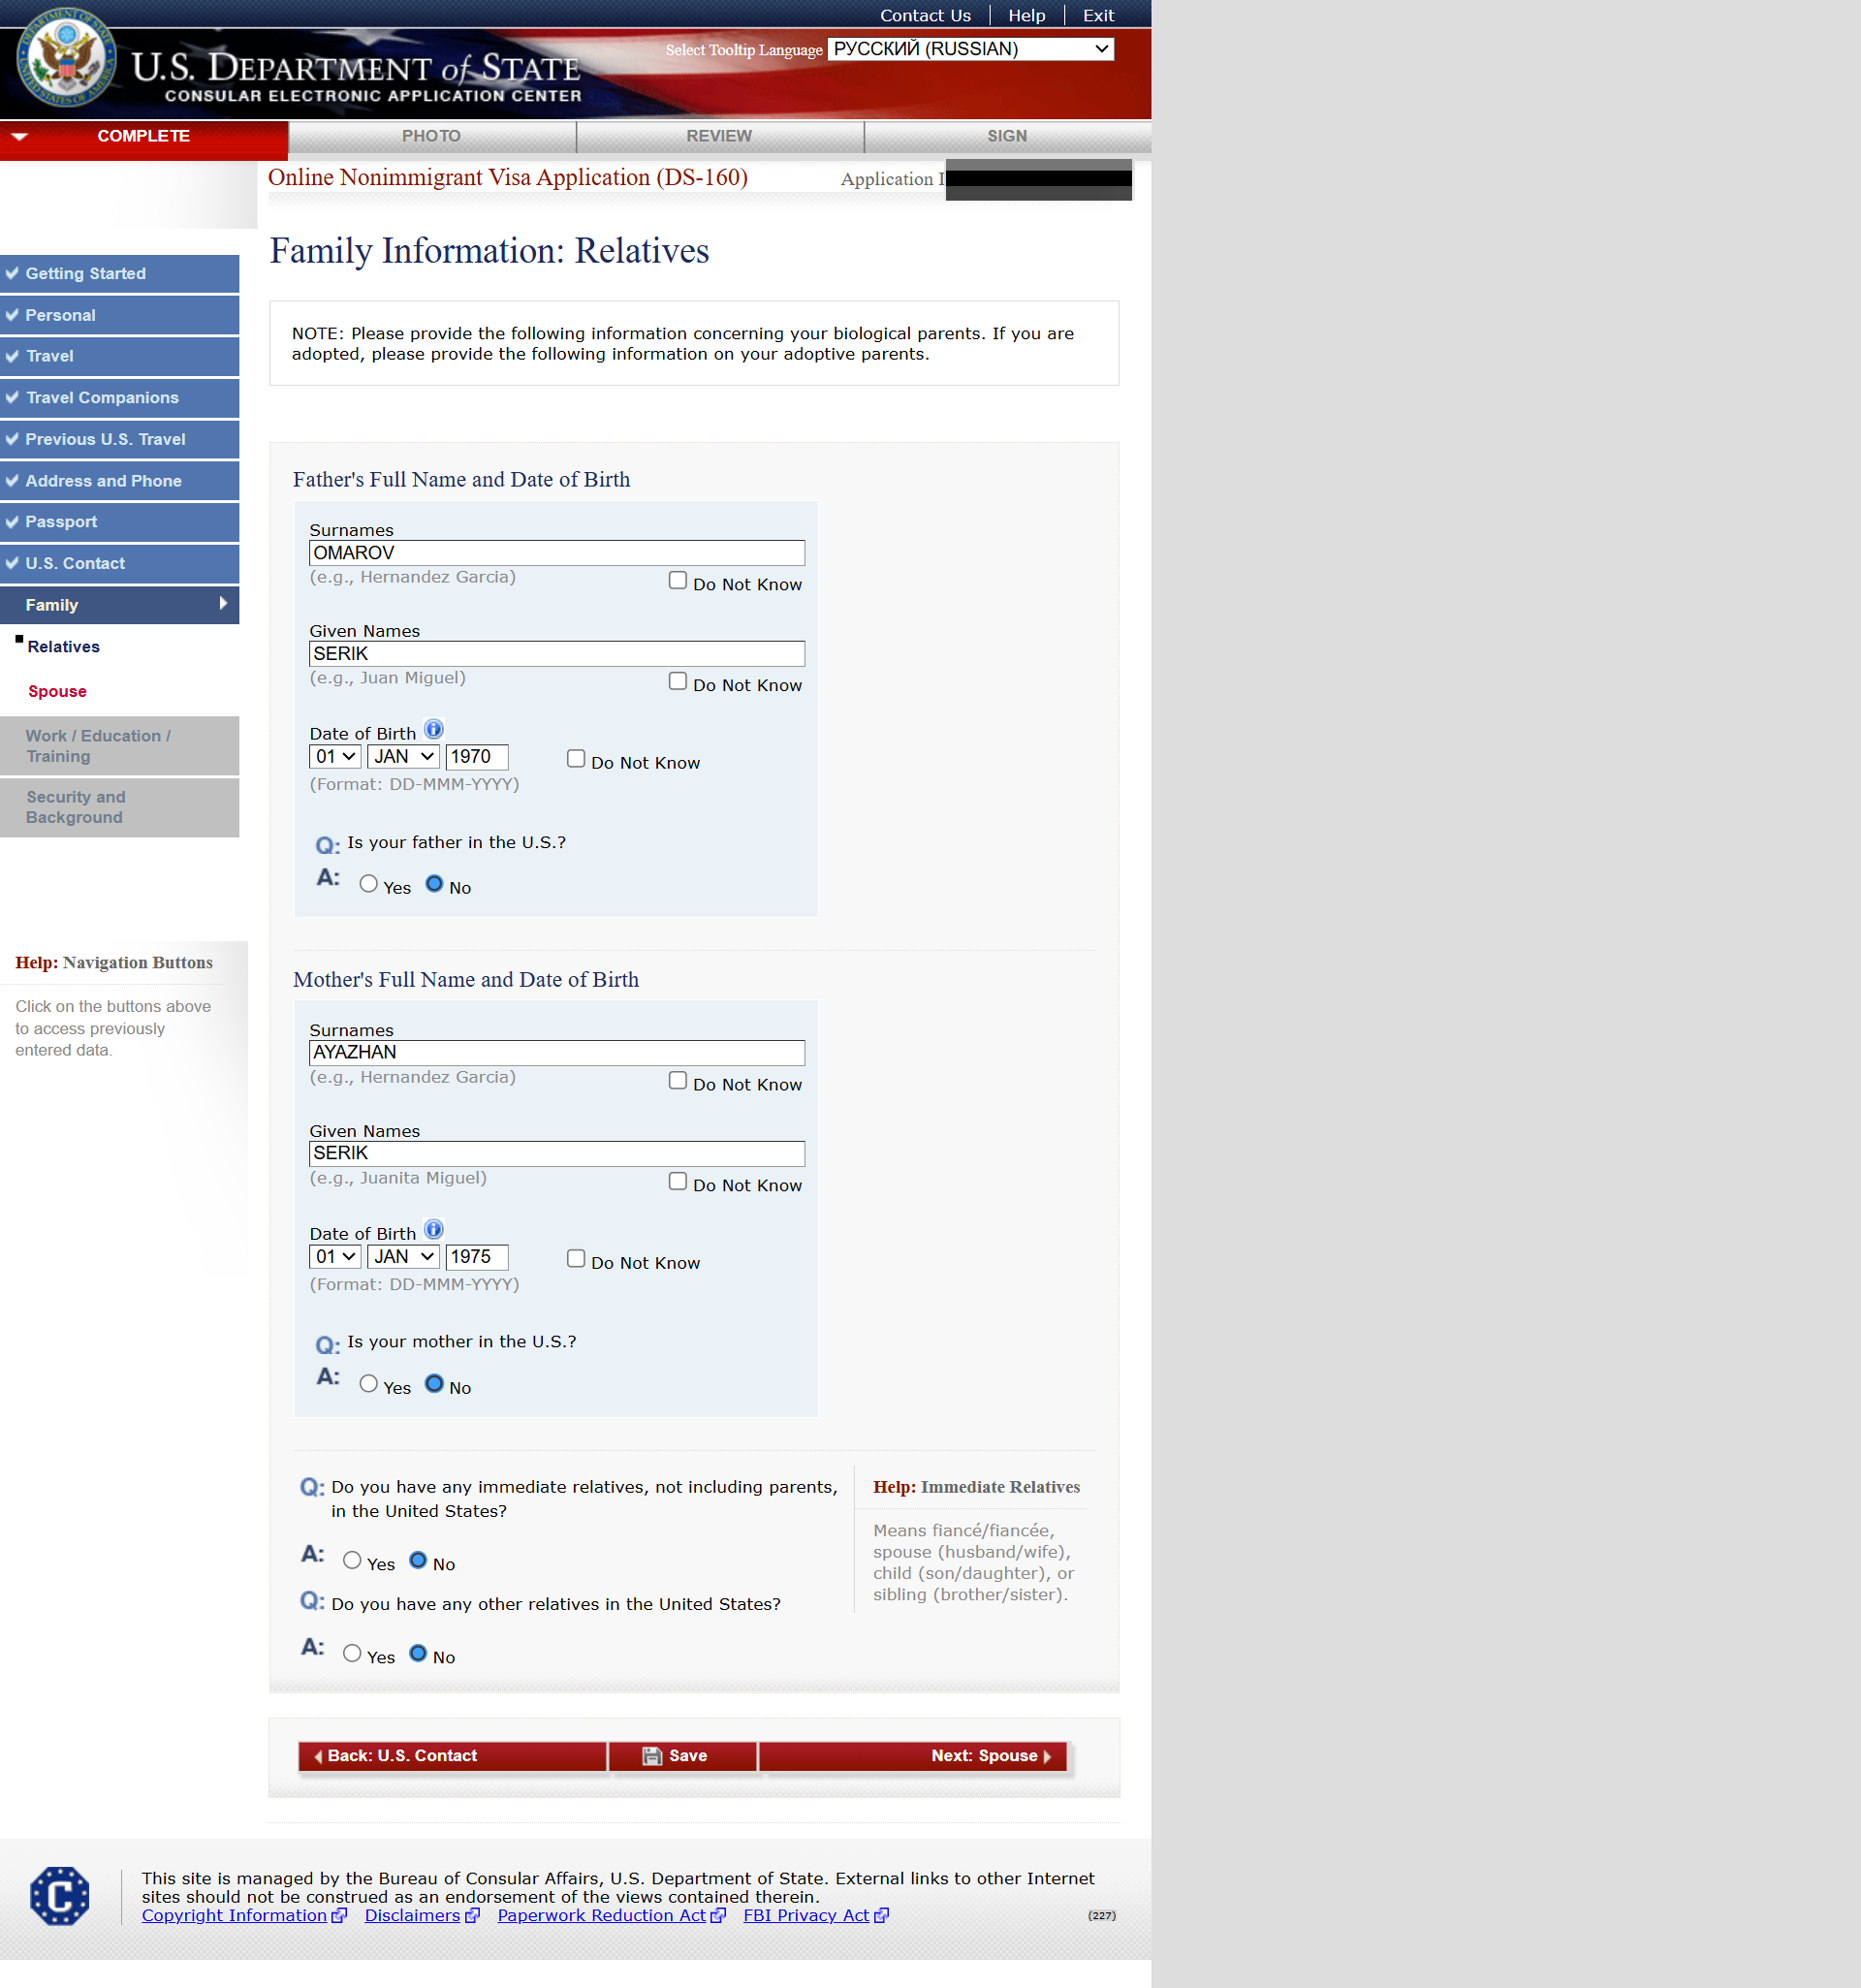 Contact Us
Help
Exit
Select Tooltip Language
РУССКИЙ (RUSSIAN)
U.S. DEPARTMENT of STATE
CONSULAR ELECTRONIC APPLICATION CENTER
COMPLETE
PHOTO
REVIEW
SIGN
Online Nonimmigrant Visa Application (DS-160)
Application I
Getting Started
Personal
Travel
Travel Companions
Previous U.S. Travel
Address and Phone
Passport
U.S. Contact
Family
Relatives
Spouse
Work / Education /
Training
Security and
Background
Help: Navigation Buttons
Click on the buttons above
to access previously
entered data.
Family Information: Relatives
NOTE: Please provide the following information concerning your biological parents. If you are
adopted, please provide the following information on your adoptive parents.
Father's Full Name and Date of Birth
Surnames
OMAROV
(e.g., Hernandez Garcia)
Do Not Know
Given Names
SERIK
(e.g., Juan Miguel)
Do Not Know
Date of Birth
01 JAN 1970
Do Not Know
(Format: DD-MMM-YYYY)
Q: Is your father in the U.S.?
A: Yes No
Mother's Full Name and Date of Birth
Surnames
AYAZHAN
(e.g., Hernandez Garcia)
Do Not Know
Given Names
SERIK
(e.g., Juanita Miguel)
Do Not Know
Date of Birth
01 JAN 1975
Do Not Know
(Format: DD-MMM-YYYY)
Q: Is your mother in the U.S.?
A: Yes No
Q: Do you have any immediate relatives, not including parents,
in the United States?
A: Yes No
Q: Do you have any other relatives in the United States?
A: Yes No
Help: Immediate Relatives
Means fiancé/fiancée,
spouse (husband/wife),
child (son/daughter), or
sibling (brother/sister).
Back: U.S. Contact
Save
Next: Spouse
This site is managed by the Bureau of Consular Affairs, U.S. Department of State. External links to other Internet
sites should not be construed as an endorsement of the views contained therein.
Copyright Information Disclaimers Paperwork Reduction Act FBI Privacy Act
(227)